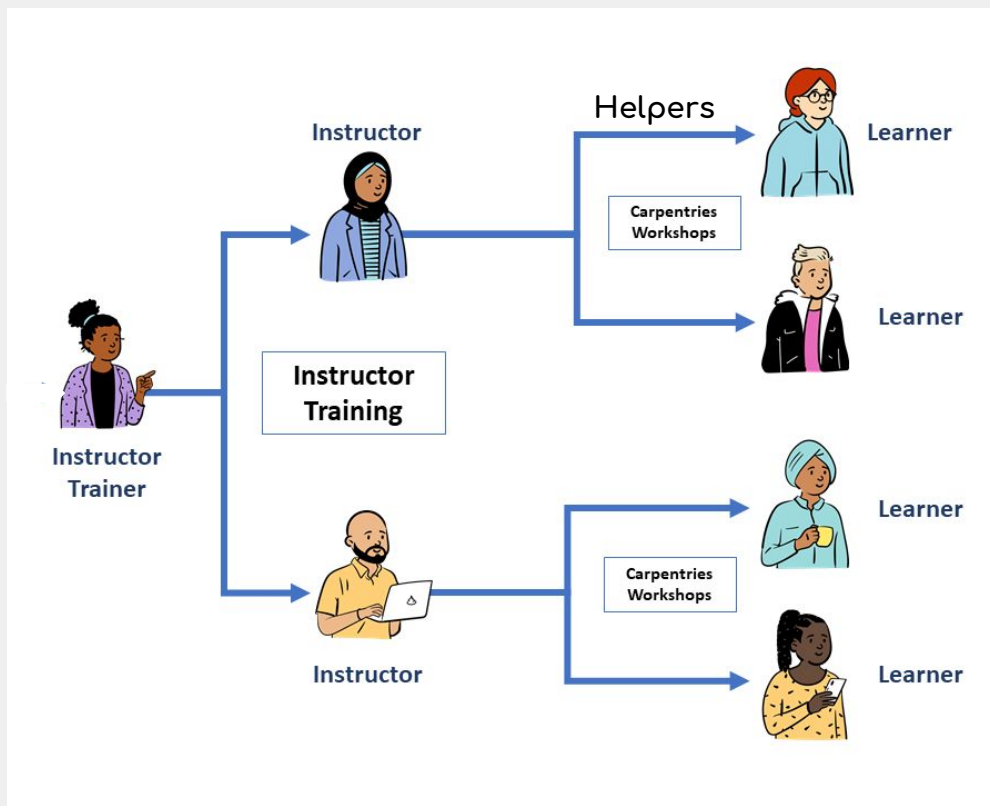 Helpers
Instructor
Learner
Carpentries
Workshops
Learner
Instructor
Training
Instructor
Trainer
Learner
Carpentries
Workshops
Instructor
Learner